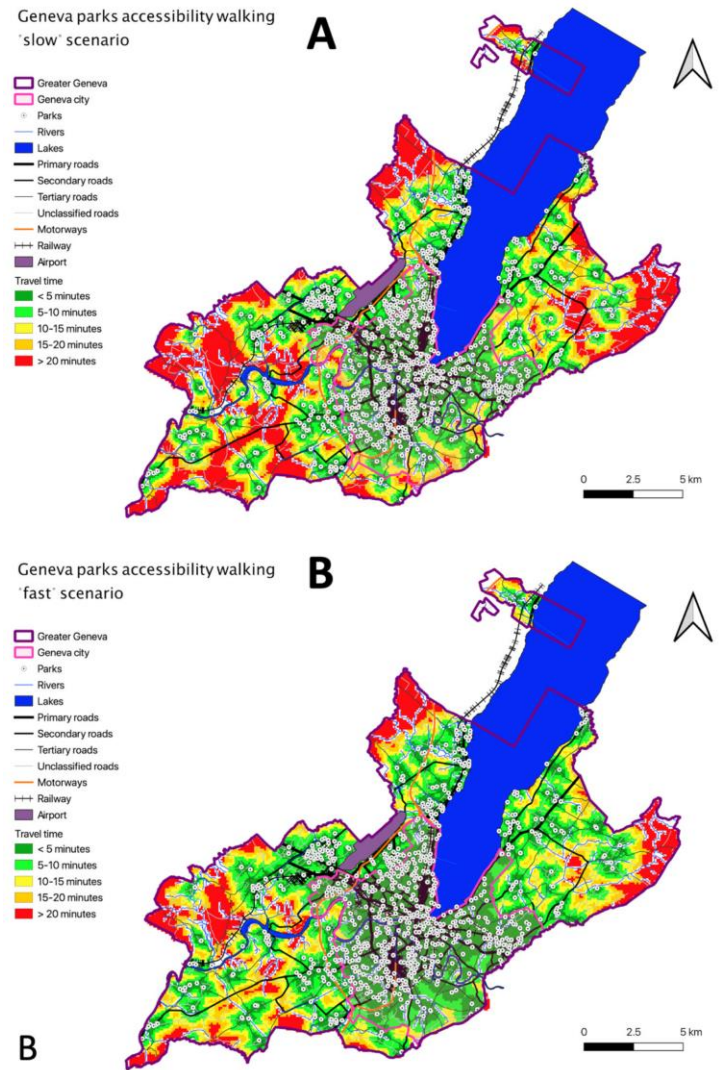 Geneva parks accessibility walking
"slow" scenario
A
Greater Geneva
Geneva city
Parks
Rivers
Lakes
Primary roads
Secondary roads
Tertiary roads
Unclassified roads
Motorways
Railway
Airport
Travel time
< 5 minutes
5-10 minutes
10-15 minutes
15-20 minutes
> 20 minutes
0 2.5 5 km
Geneva parks accessibility walking
"fast" scenario
B
Greater Geneva
Geneva city
Parks
Rivers
Lakes
Primary roads
Secondary roads
Tertiary roads
Unclassified roads
Motorways
Railway
Airport
Travel time
< 5 minutes
5-10 minutes
10-15 minutes
15-20 minutes
> 20 minutes
B
0 2.5 5 km